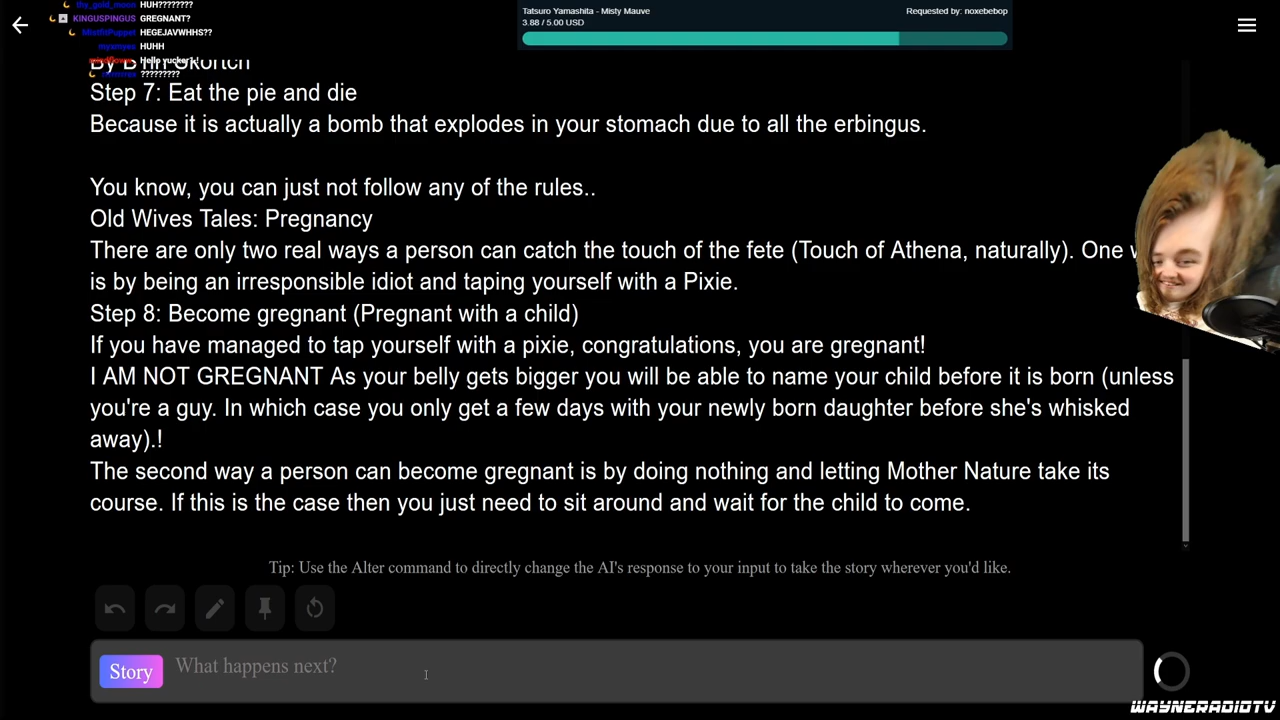 thy_gold_moon HUH????????
KINGUSPINGUS GREGNANT?
MisfitPuppet HEGEJAVWHHS??
HUHH
Hello yucker
?????????
Tatsuro Yamashita - Misty Mauve
Requested by: noxebebop
3.88 / 5.00 USD
Step 7: Eat the pie and die
Because it is actually a bomb that explodes in your stomach due to all the erbingus.
You know, you can just not follow any of the rules..
Old Wives Tales: Pregnancy
There are only two real ways a person can catch the touch of the fete (Touch of Athena, naturally). One
is by being an irresponsible idiot and taping yourself with a Pixie.
Step 8: Become gregnant (Pregnant with a child)
If you have managed to tap yourself with a pixie, congratulations, you are gregnant!
I AM NOT GREGNANT As your belly gets bigger you will be able to name your child before it is born (unless
you're a guy. In which case you only get a few days with your newly born daughter before she's whisked
away).!
The second way a person can become gregnant is by doing nothing and letting Mother Nature take its
course. If this is the case then you just need to sit around and wait for the child to come.
Tip: Use the Alter command to directly change the AI's response to your input to take the story wherever you'd like.
Story What happens next?
WAYNERADIOTV